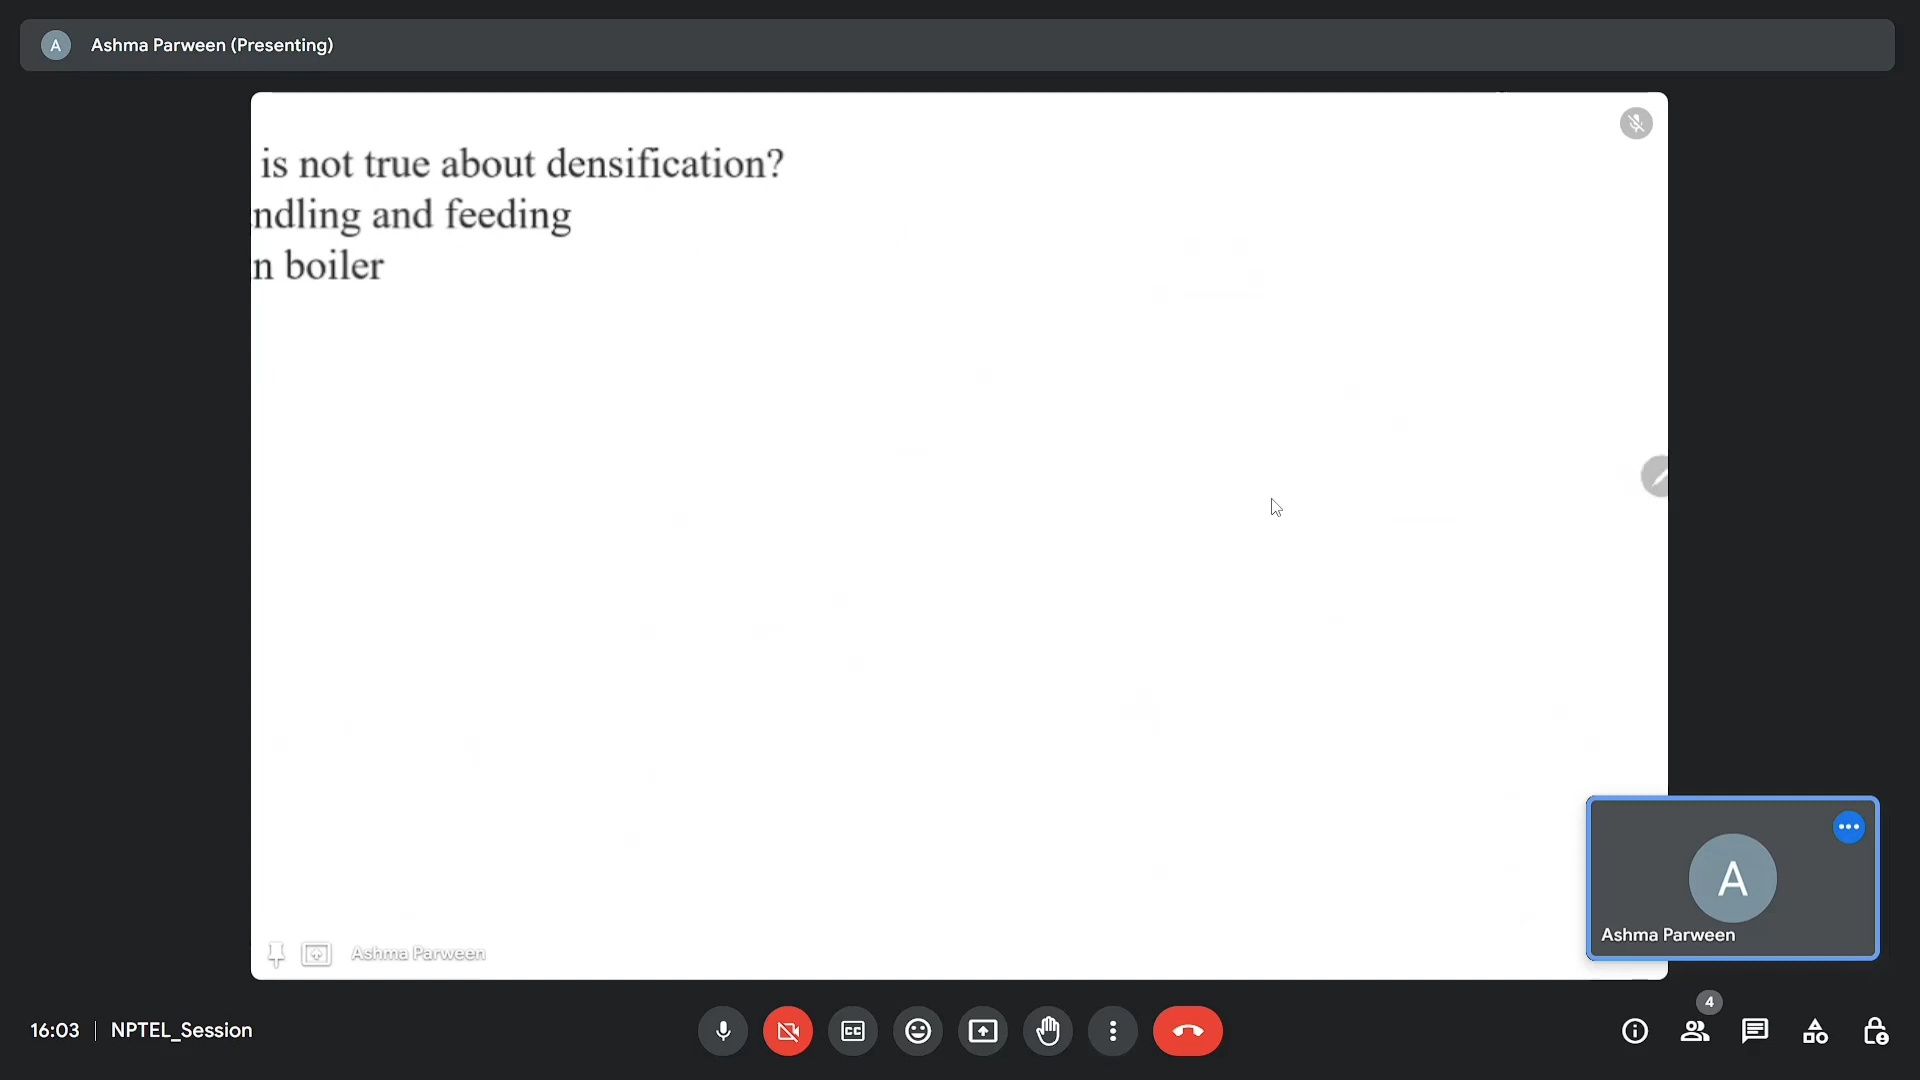 A Ashma Parween (Presenting)
is not true about densification?
ndling and feeding
n boiler
Ashma Parween
A
Ashma Parween
4
16:03 | NPTEL_Session
CC